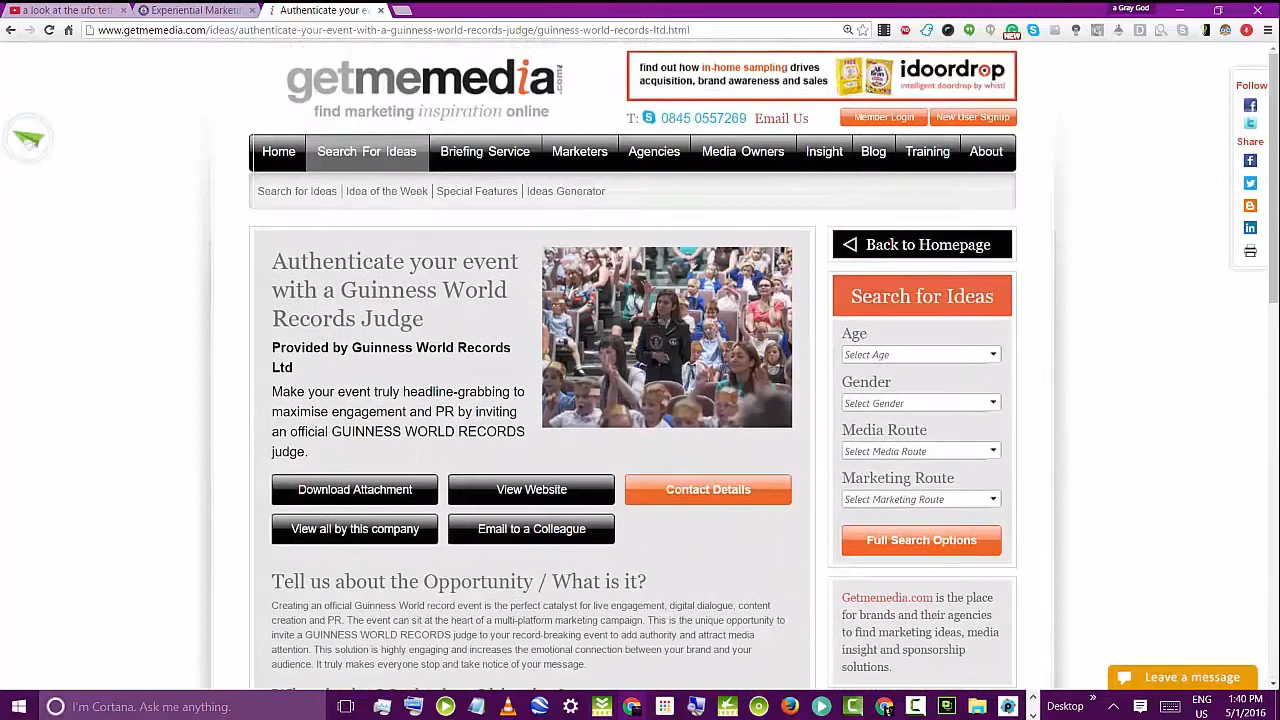 a Gray God
a look at the ufo teth
Experiential Marketin
Authenticate your ev
www.getmemedia.com/ideas/authenticate-your-event-with-a-guinness-world-records-judge/guinness-world-records-ltd.html
getmemedia.com
find marketing inspiration online
find out how in-home sampling drives
acquisition, brand awareness and sales
idoordrop
intelligent doordrop by whistl
T: 0845 0557269 Email Us
Member Login
New User Signup
Home
Search For Ideas
Briefing Service
Marketers
Agencies
Media Owners
Insight
Blog
Training
About
Search for Ideas
Idea of the Week
Special Features
Ideas Generator
Follow
Share
Authenticate your event
with a Guinness World
Records Judge
Provided by Guinness World Records
Ltd
Make your event truly headline-grabbing to
maximise engagement and PR by inviting
an official GUINNESS WORLD RECORDS
judge.
Download Attachment
View Website
Contact Details
View all by this company
Email to a Colleague
Tell us about the Opportunity / What is it?
Creating an official Guinness World record event is the perfect catalyst for live engagement, digital dialogue, content
creation and PR. The event can sit at the heart of a multi-platform marketing campaign. This is the unique opportunity to
invite a GUINNESS WORLD RECORDS judge to your record-breaking event to add authority and attract media
attention. This solution is highly engaging and increases the emotional connection between your brand and your
audience. It truly makes everyone stop and take notice of your message.
Back to Homepage
Search for Ideas
Age
Select Age
Gender
Select Gender
Media Route
Select Media Route
Marketing Route
Select Marketing Route
Full Search Options
Getmemedia.com is the place
for brands and their agencies
to find marketing ideas, media
insight and sponsorship
solutions.
Leave a message
I'm Cortana. Ask me anything.
Desktop
ENG
US
1:40 PM
5/1/2016